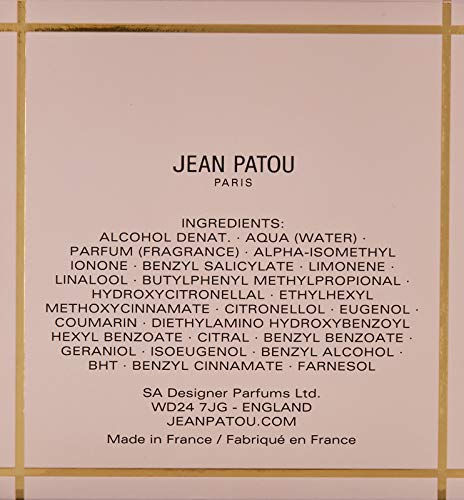 JEAN PATOU
PARIS
INGREDIENTS:
ALCOHOL DENAT. · AQUA (WATER) ·
PARFUM (FRAGRANCE) · ALPHA-ISOMETHYL
IONONE · BENZYL SALICYLATE · LIMONENE ·
LINALOOL · BUTYLPHENYL METHYLPROPIONAL ·
· HYDROXYCITRONELLAL · ETHYLHEXYL
METHOXYCINNAMATE · CITRONELLOL · EUGENOL ·
COUMARIN · DIETHYLAMINO HYDROXYBENZOYL
HEXYL BENZOATE · CITRAL · BENZYL BENZOATE ·
GERANIOL · ISOEUGENOL · BENZYL ALCOHOL ·
BHT · BENZYL CINNAMATE · FARNESOL
SA Designer Parfums Ltd.
WD24 7JG - ENGLAND
JEANPATOU.COM
Made in France / Fabriqué en France